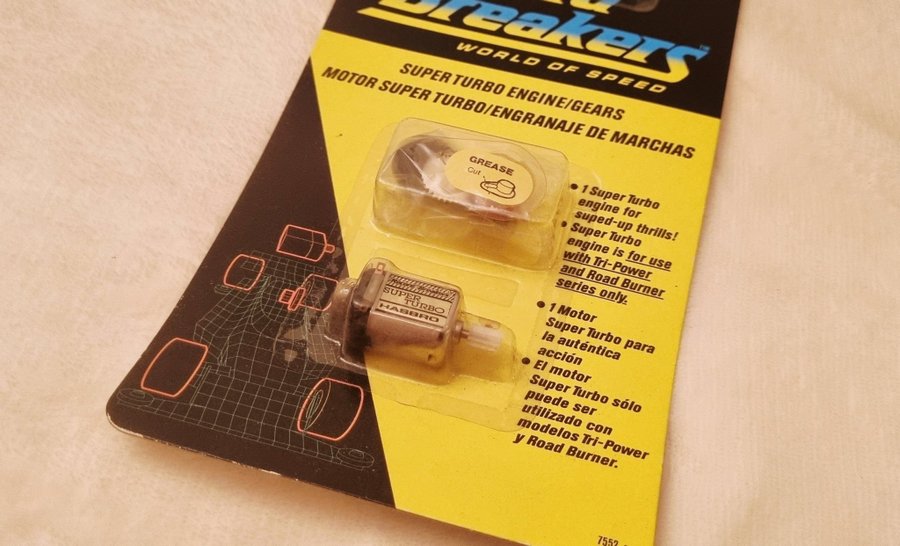 Breakers™
WORLD OF SPEED
SUPER TURBO ENGINE/GEARS
MOTOR SUPER TURBO/ENGRANAJE DE MARCHAS
GREASE
Cut
• 1 Super Turbo
engine for
suped-up thrills!
• Super Turbo
engine is for use
with Tri-Power
and Road Burner
series only.
SUPER
TURBO
HASBRO
• 1 Motor
Super Turbo para
la auténtica
acción
• El motor
Super Turbo sólo
puede ser
utilizado con
modelos Tri-Power
y Road Burner.
7552